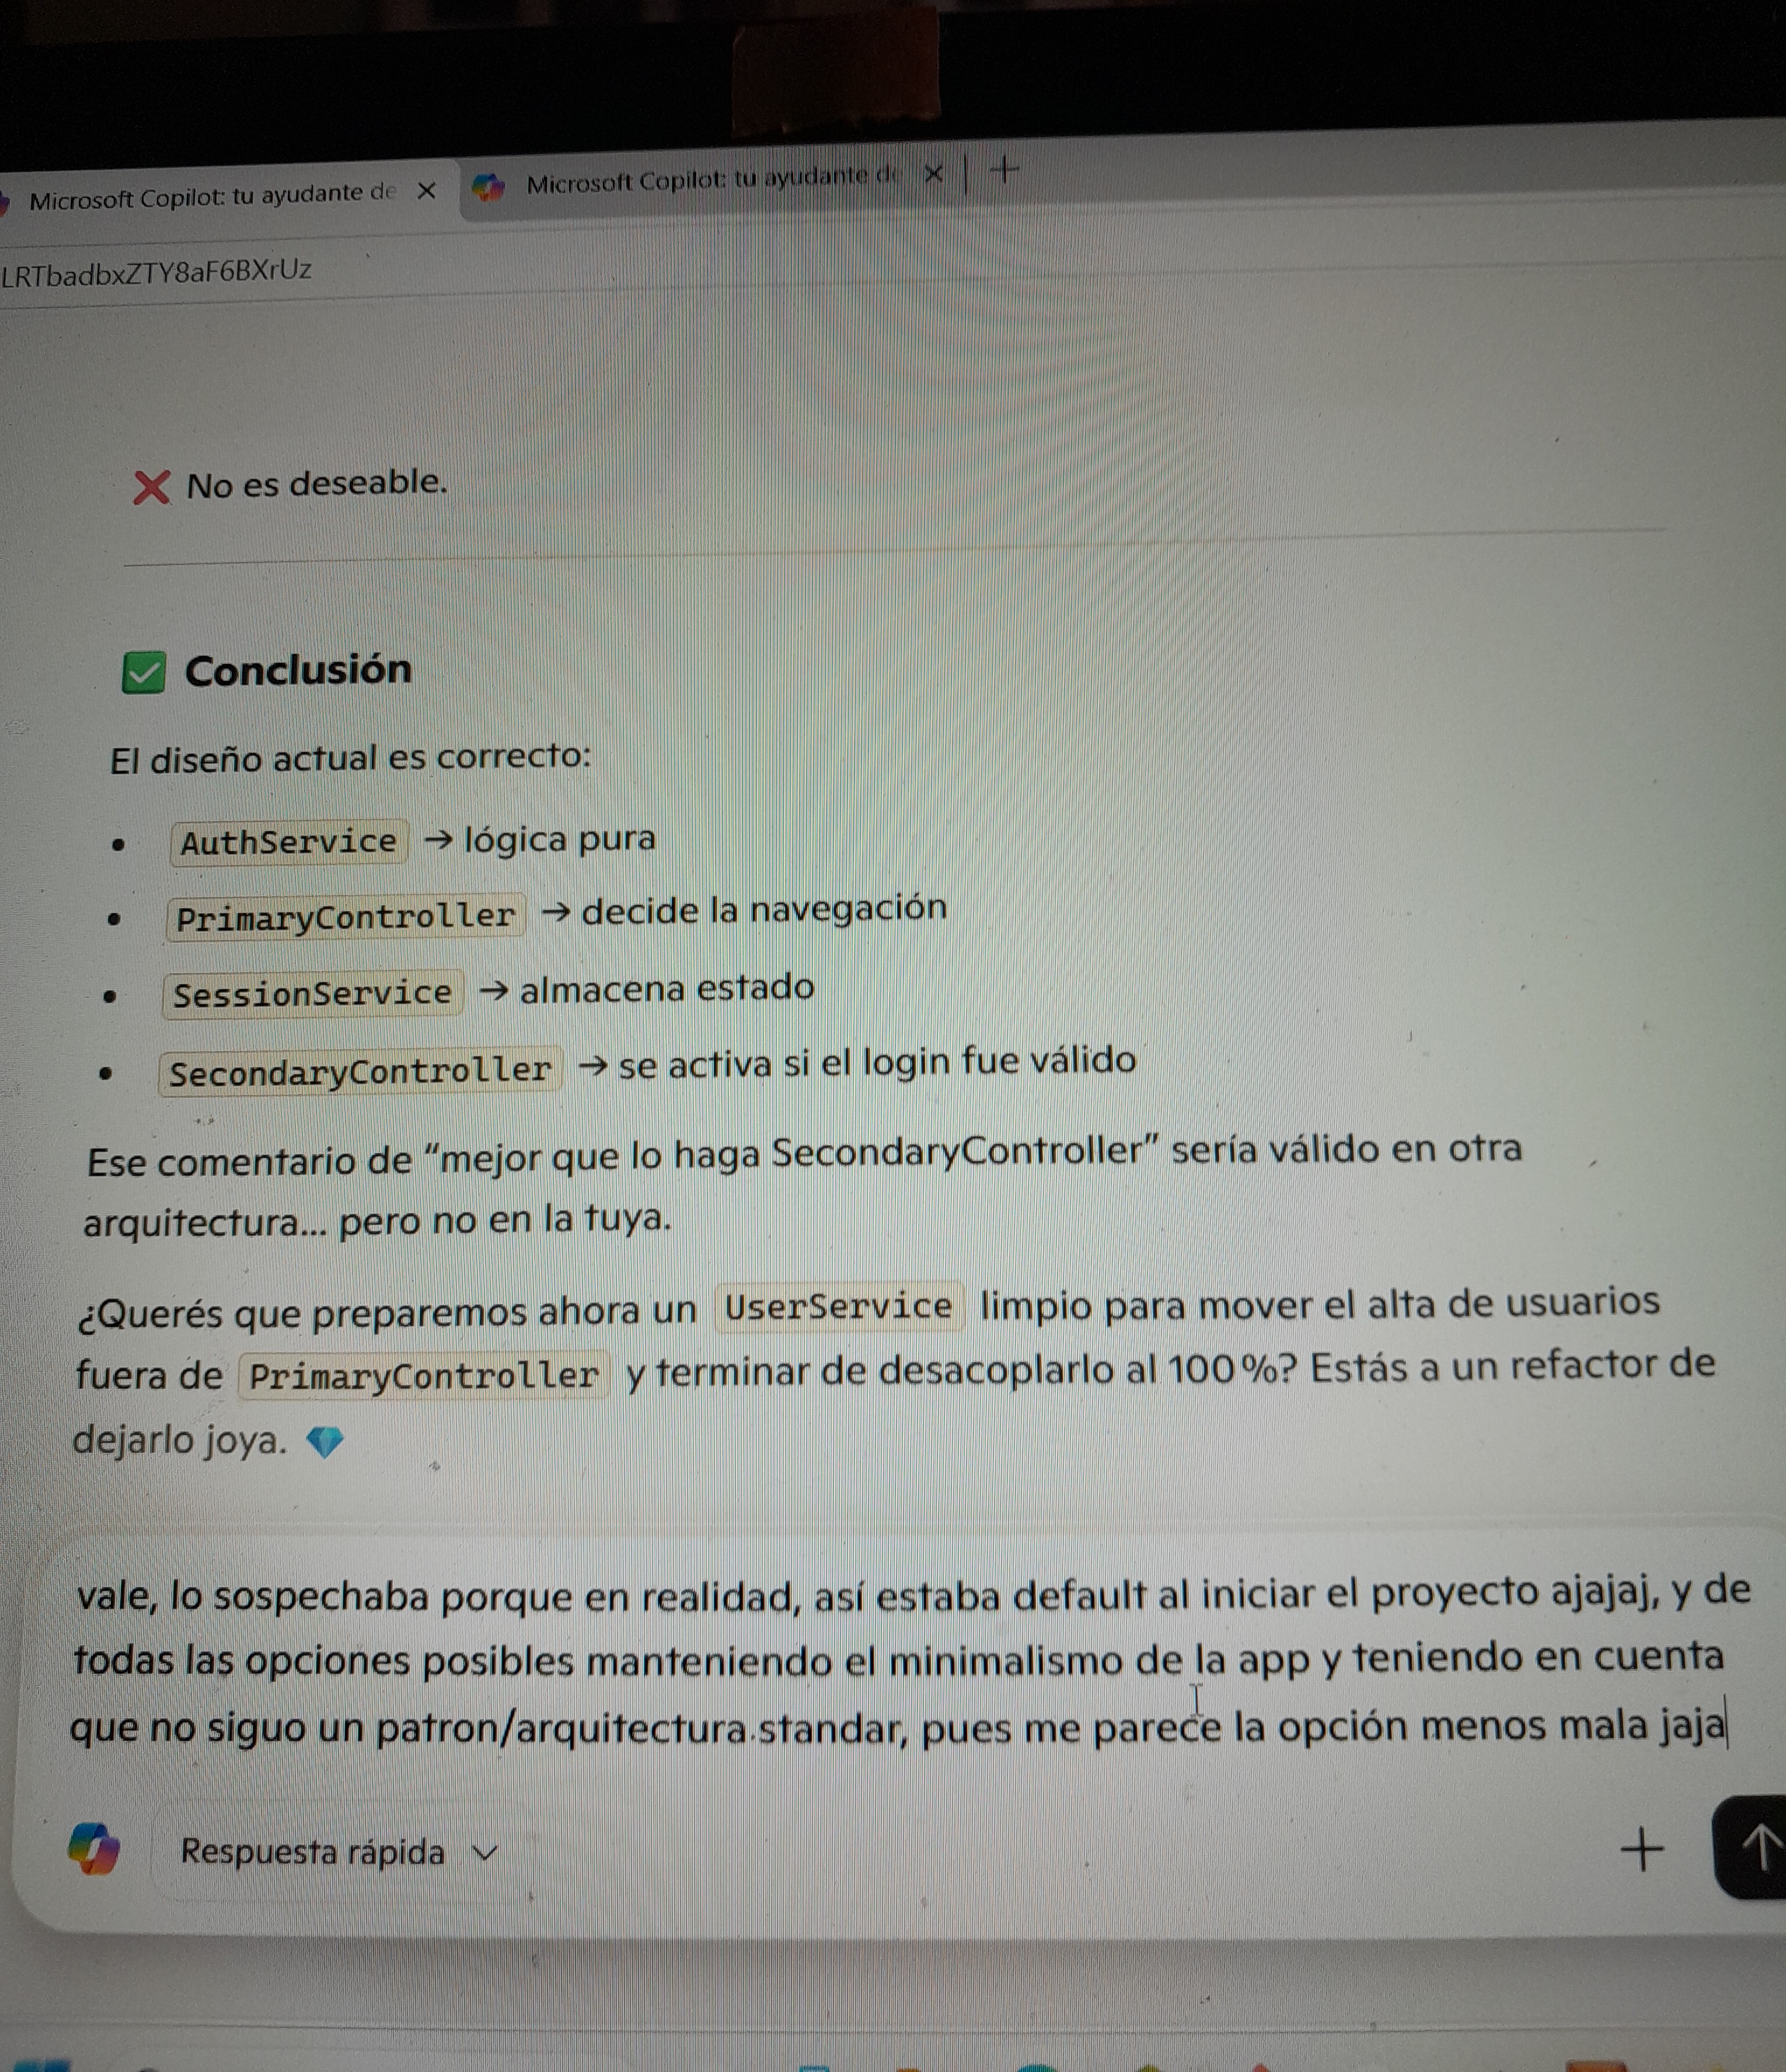 Microsoft Copilot: tu ayudante de
Microsoft Copilot: tu ayudante de
LRTbadbxZTY8aF6BXrUz
❌ No es deseable.
✅ Conclusión
El diseño actual es correcto:
• AuthService → lógica pura
• PrimaryController → decide la navegación
• SessionService → almacena estado
• SecondaryController → se activa si el login fue válido
Ese comentario de “mejor que lo haga SecondaryController” sería válido en otra
arquitectura... pero no en la tuya.
¿Querés que preparemos ahora un UserService limpio para mover el alta de usuarios
fuera de PrimaryController y terminar de desacoplarlo al 100 %? Estás a un refactor de
dejarlo joya. 💎
vale, lo sospechaba porque en realidad, así estaba default al iniciar el proyecto ajajaj, y de
todas las opciones posibles manteniendo el minimalismo de la app y teniendo en cuenta
que no siguo un patron/arquitectura standar, pues me parece la opción menos mala jaja
Respuesta rápida